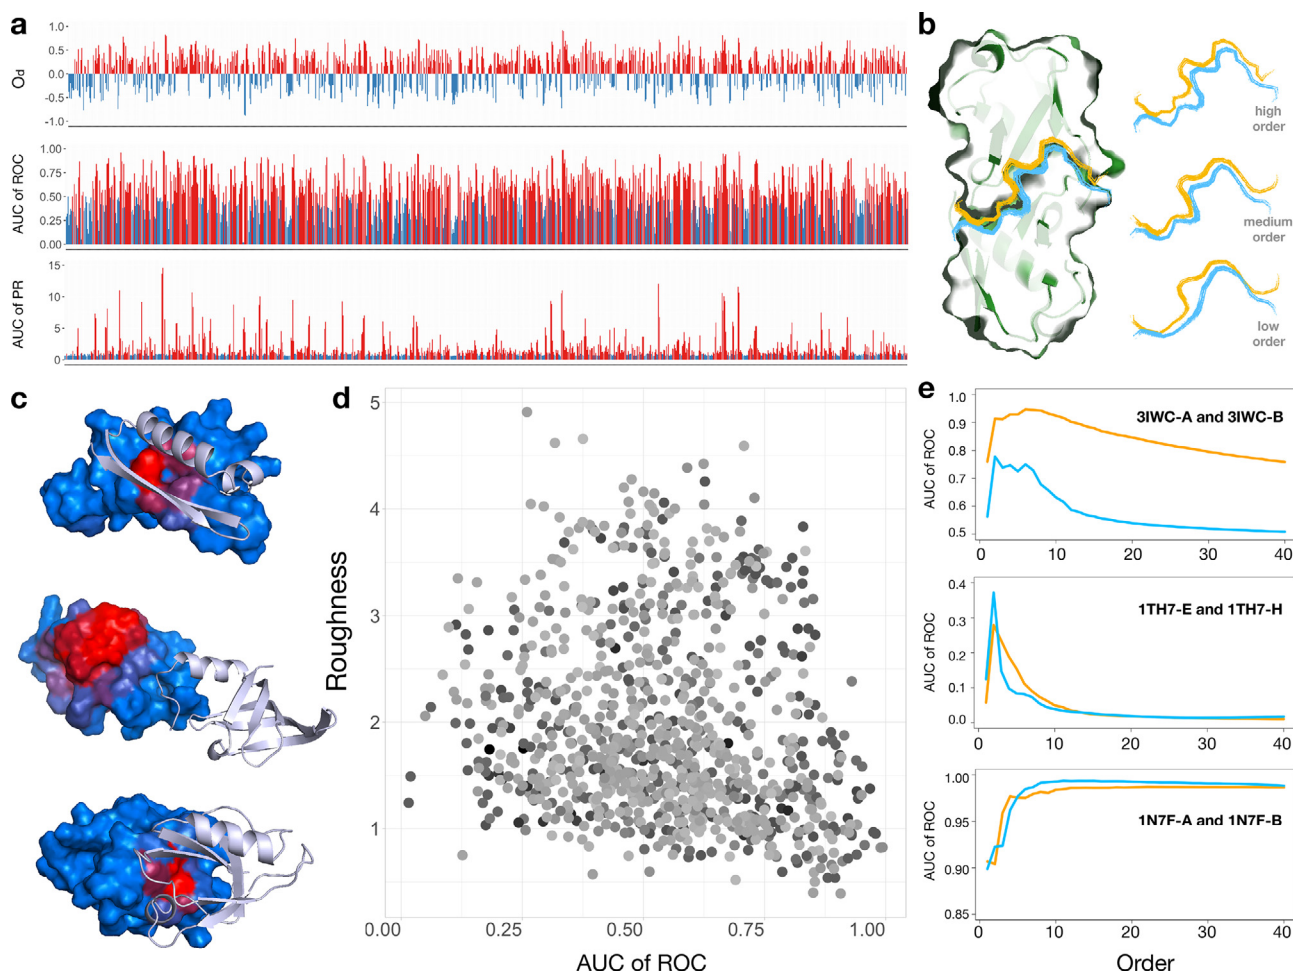 a
1.0
0.5
0.0
-0.5
-1.0
Od
1.00
0.75
0.50
0.25
0.00
AUC of ROC
15
10
5
0
AUC of PR
b
high
order
medium
order
low
order
c
d
5
4
3
2
1
Roughness
0.00 0.25 0.50 0.75 1.00
AUC of ROC
e
1.0
0.9
0.8
0.7
0.6
0.5
AUC of ROC
3IWC-A and 3IWC-B
0 10 20 30 40
0.4
0.3
0.2
0.1
0.0
AUC of ROC
1TH7-E and 1TH7-H
0 10 20 30 40
1.00
0.95
0.90
0.85
AUC of ROC
1N7F-A and 1N7F-B
0 10 20 30 40
Order